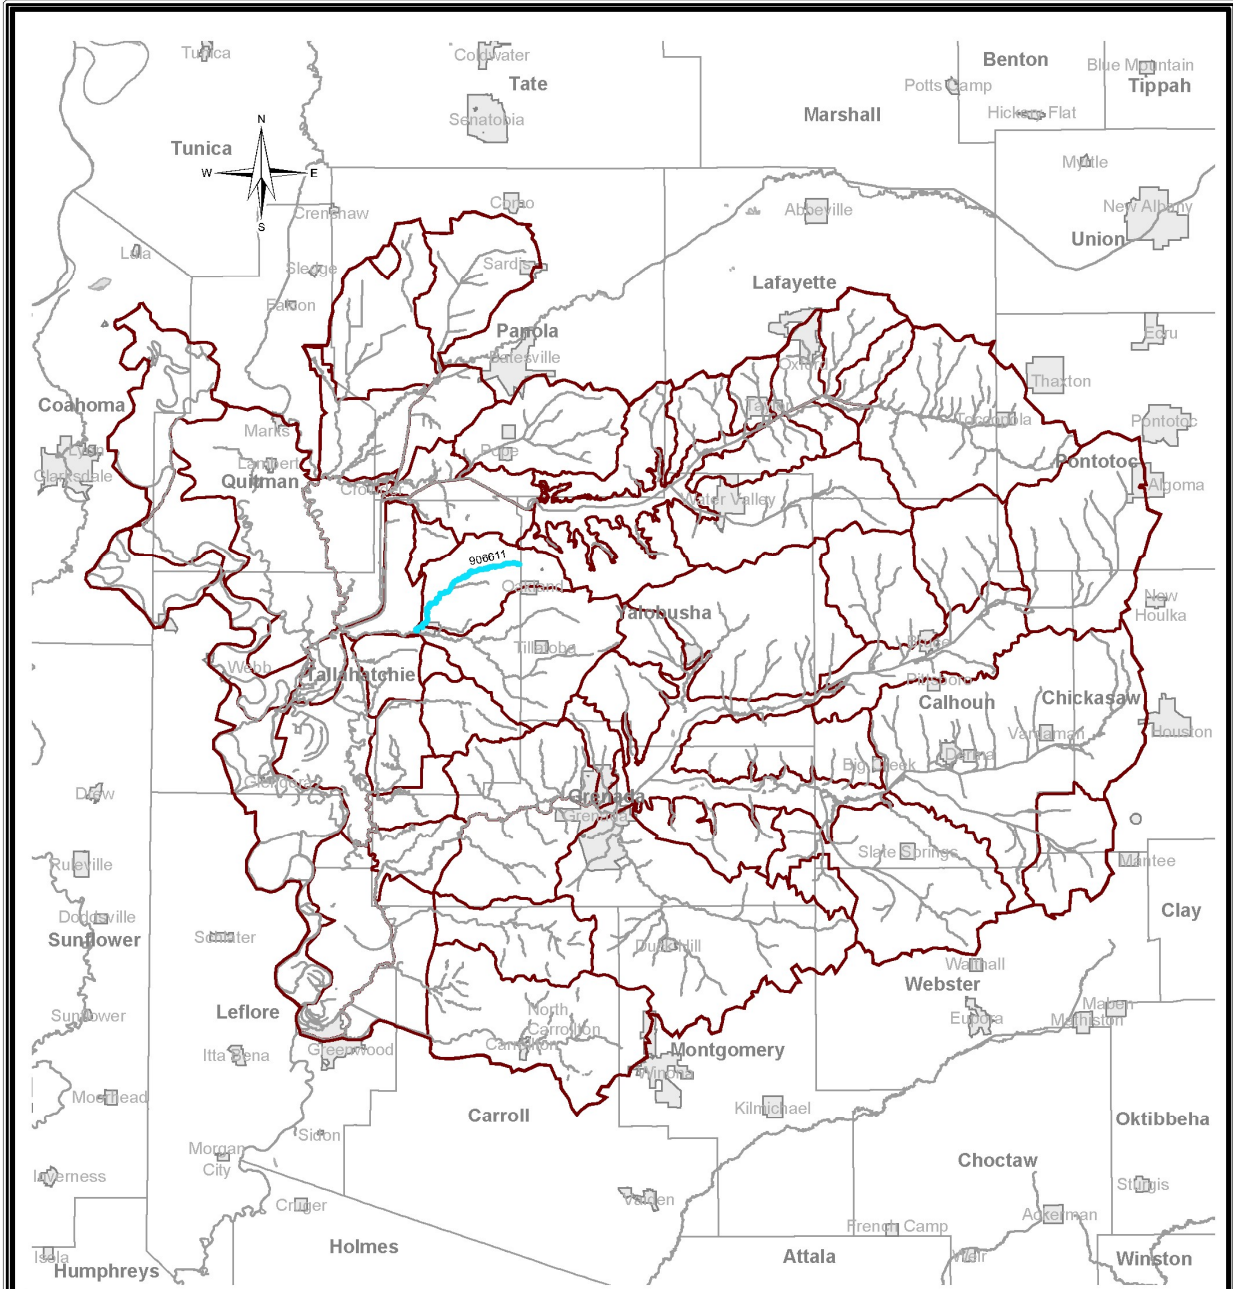 Tunica
Coldwater
Tate
Benton
Blue Mountain
Tippah
Potts Camp
Hickory Flat
Senatobia
Marshall
N
Tunica
W
E
S
Myrtle
Crenshaw
Como
Abbeville
New Albany
Union
Lula
Sledge
Sardis
Lafayette
Falcon
Panola
Batesville
Ecru
Oxford
Thaxton
Coahoma
Taylor
Toccopola
Pontotoc
Marks
Lyon
Clarksdale
Lambert
Quitman
Pope
Pontotoc
Algoma
Crowder
Water Valley
906611
Oakland
Yalobusha
New
Houlka
Bruce
Tillatoba
Webb
Tallahatchie
Pittsboro
Calhoun
Chickasaw
Vardaman
Houston
Derma
Big Creek
Glendora
Drew
Grenada
Grenada
Slate Springs
Mantee
Ruleville
Doddsville
Sunflower
Schlater
Duck Hill
Clay
Walthall
Webster
Leflore
Sunflower
North
Carrollton
Carrollton
Eupora
Maben
Mathiston
Itta Bena
Greenwood
Montgomery
Winona
Moorhead
Carroll
Kilmichael
Oktibbeha
Sidon
Morgan
City
Choctaw
Inverness
Sturgis
Cruger
Vaiden
French Camp
Ackerman
Holmes
Isola
Humphreys
Attala
Weir
Winston